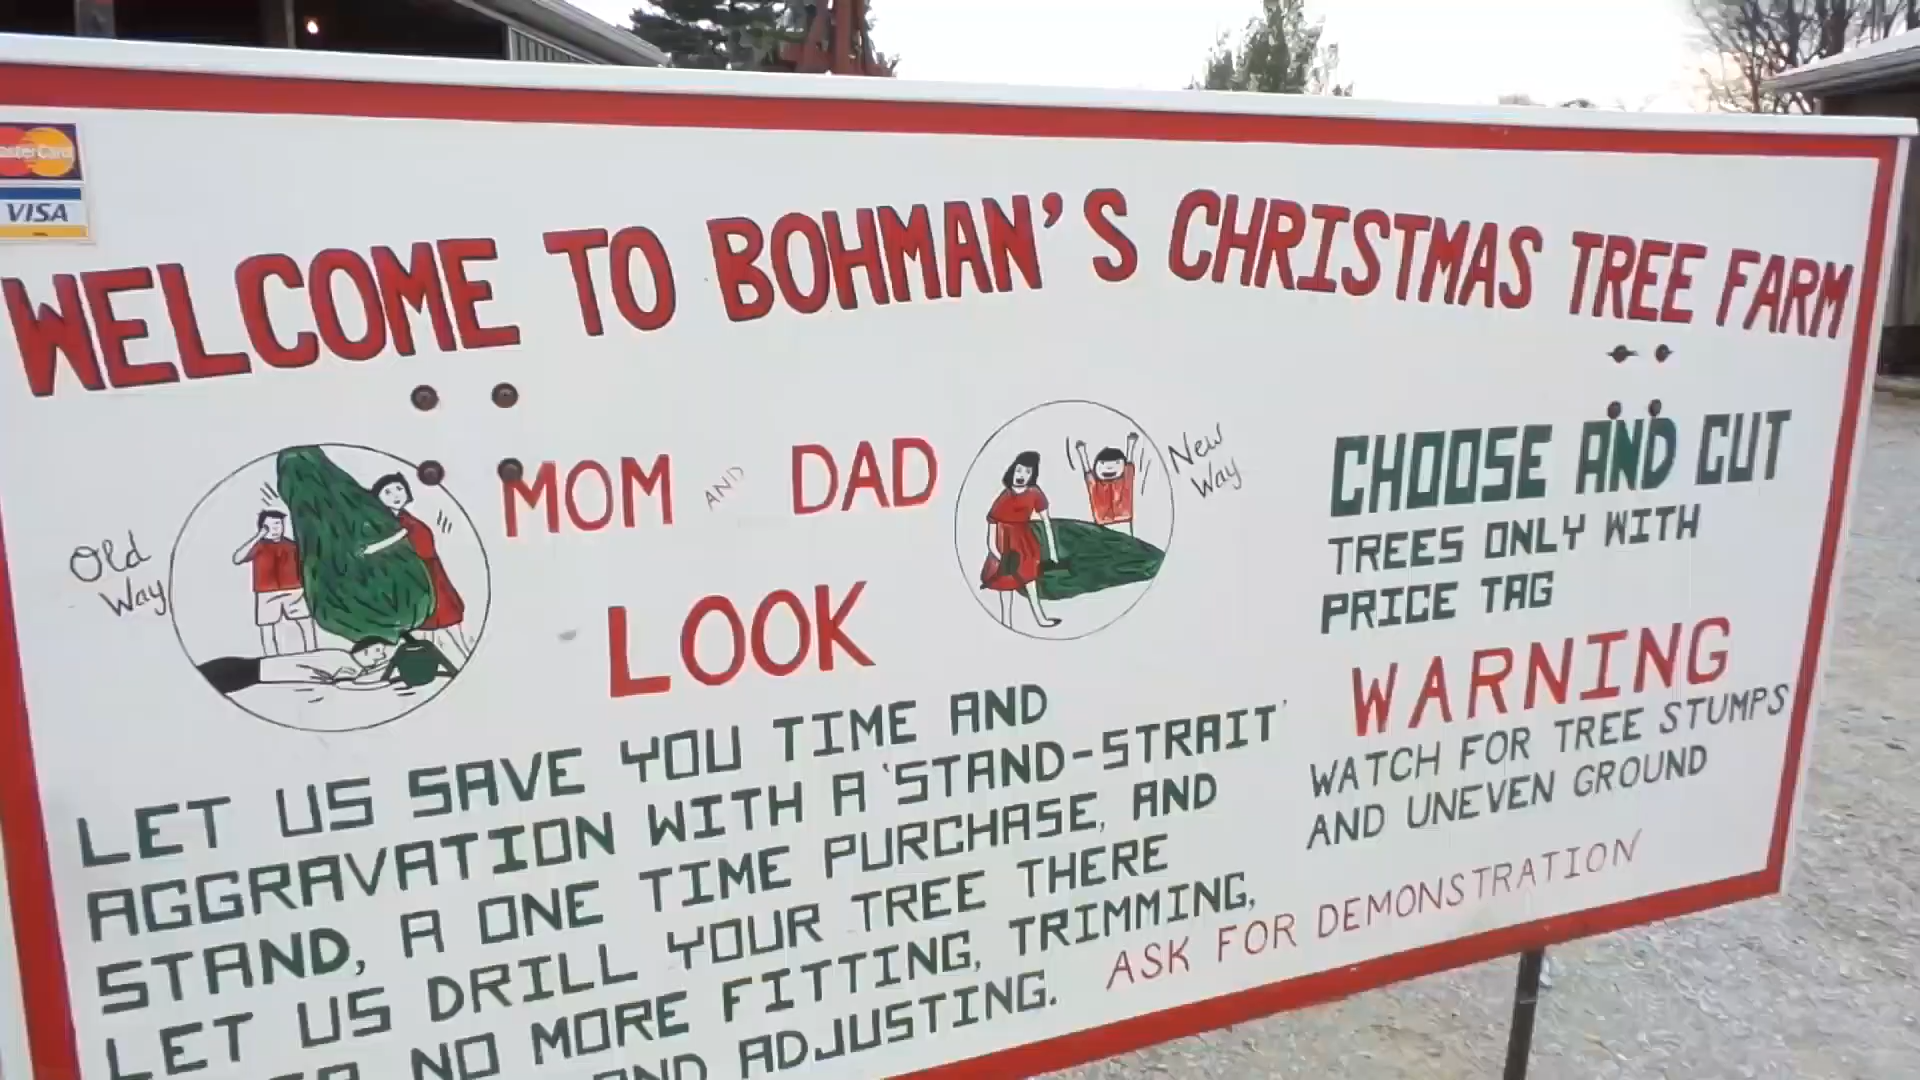 MasterCard
VISA
WELCOME TO BOHMAN'S CHRISTMAS TREE FARM
Old
Way
MOM AND DAD
LOOK
New
Way
LET US SAVE YOU TIME AND
AGGRAVATION WITH A 'STAND-STRAIT'
STAND, A ONE TIME PURCHASE, AND
LET US DRILL YOUR TREE THERE
NO MORE FITTING, TRIMMING,
AND ADJUSTING.
CHOOSE AND CUT
TREES ONLY WITH
PRICE TAG
WARNING
WATCH FOR TREE STUMPS
AND UNEVEN GROUND
ASK FOR DEMONSTRATION